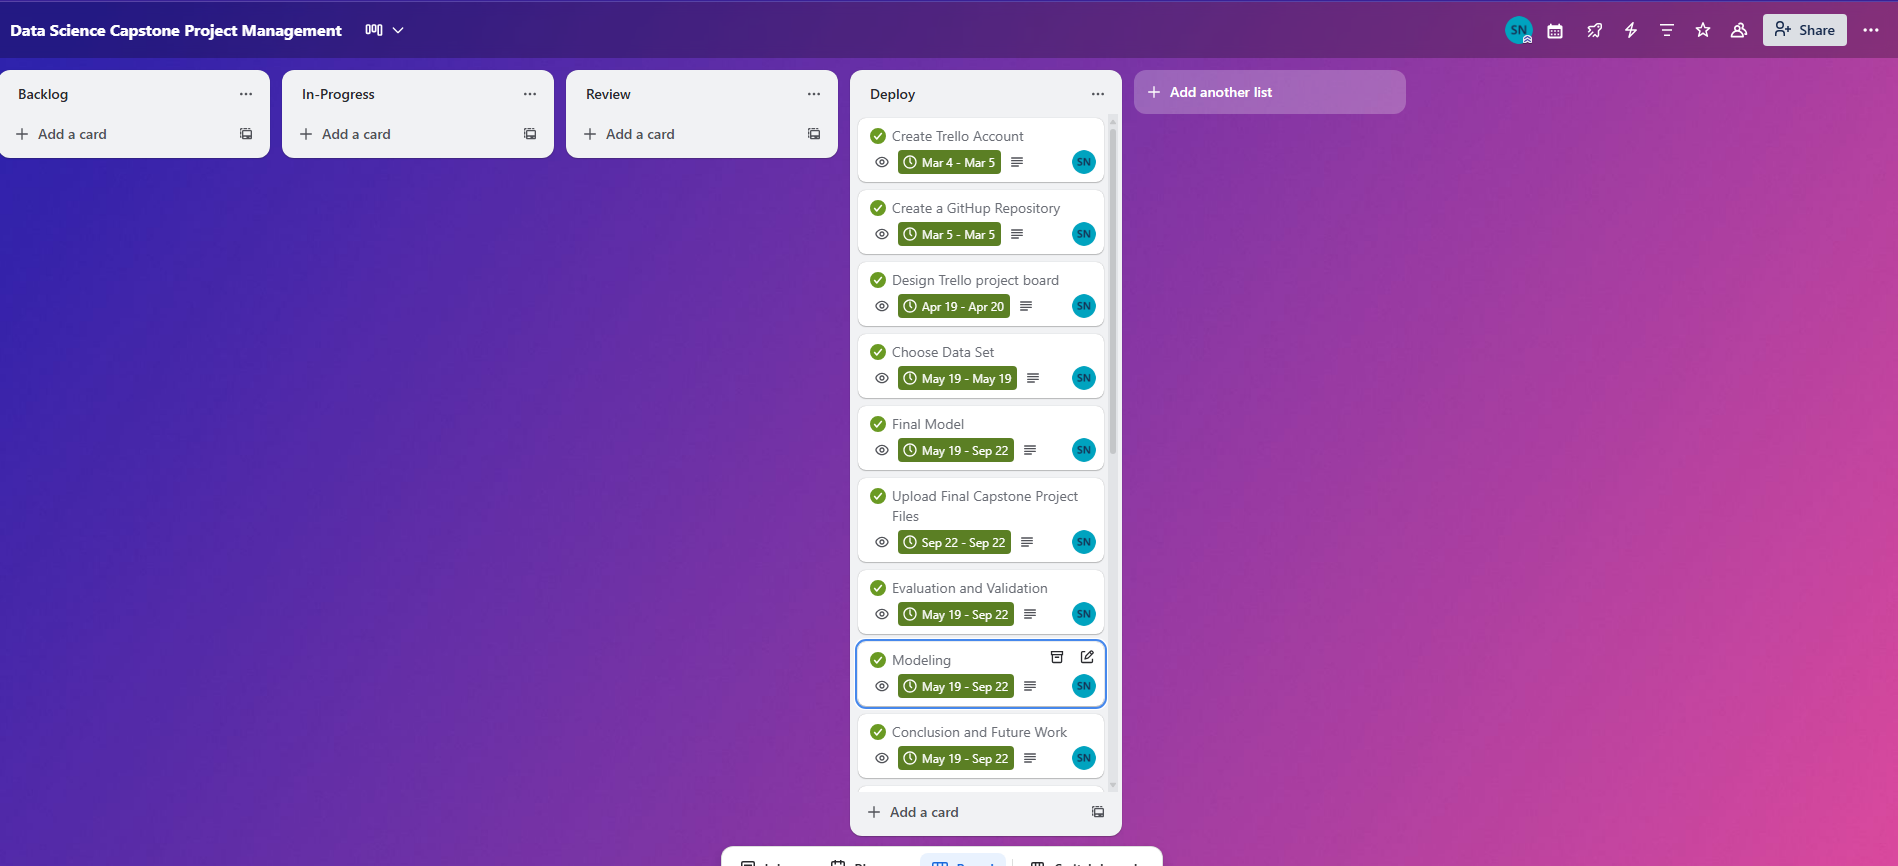 Data Science Capstone Project Management
SN
Share
Backlog
Add a card
In-Progress
Add a card
Review
Add a card
Deploy
Create Trello Account
Mar 4 - Mar 5
SN
Create a GitHup Repository
Mar 5 - Mar 5
SN
Design Trello project board
Apr 19 - Apr 20
SN
Choose Data Set
May 19 - May 19
SN
Final Model
May 19 - Sep 22
SN
Upload Final Capstone Project
Files
Sep 22 - Sep 22
SN
Evaluation and Validation
May 19 - Sep 22
SN
Modeling
May 19 - Sep 22
SN
Conclusion and Future Work
May 19 - Sep 22
SN
Add a card
Add another list